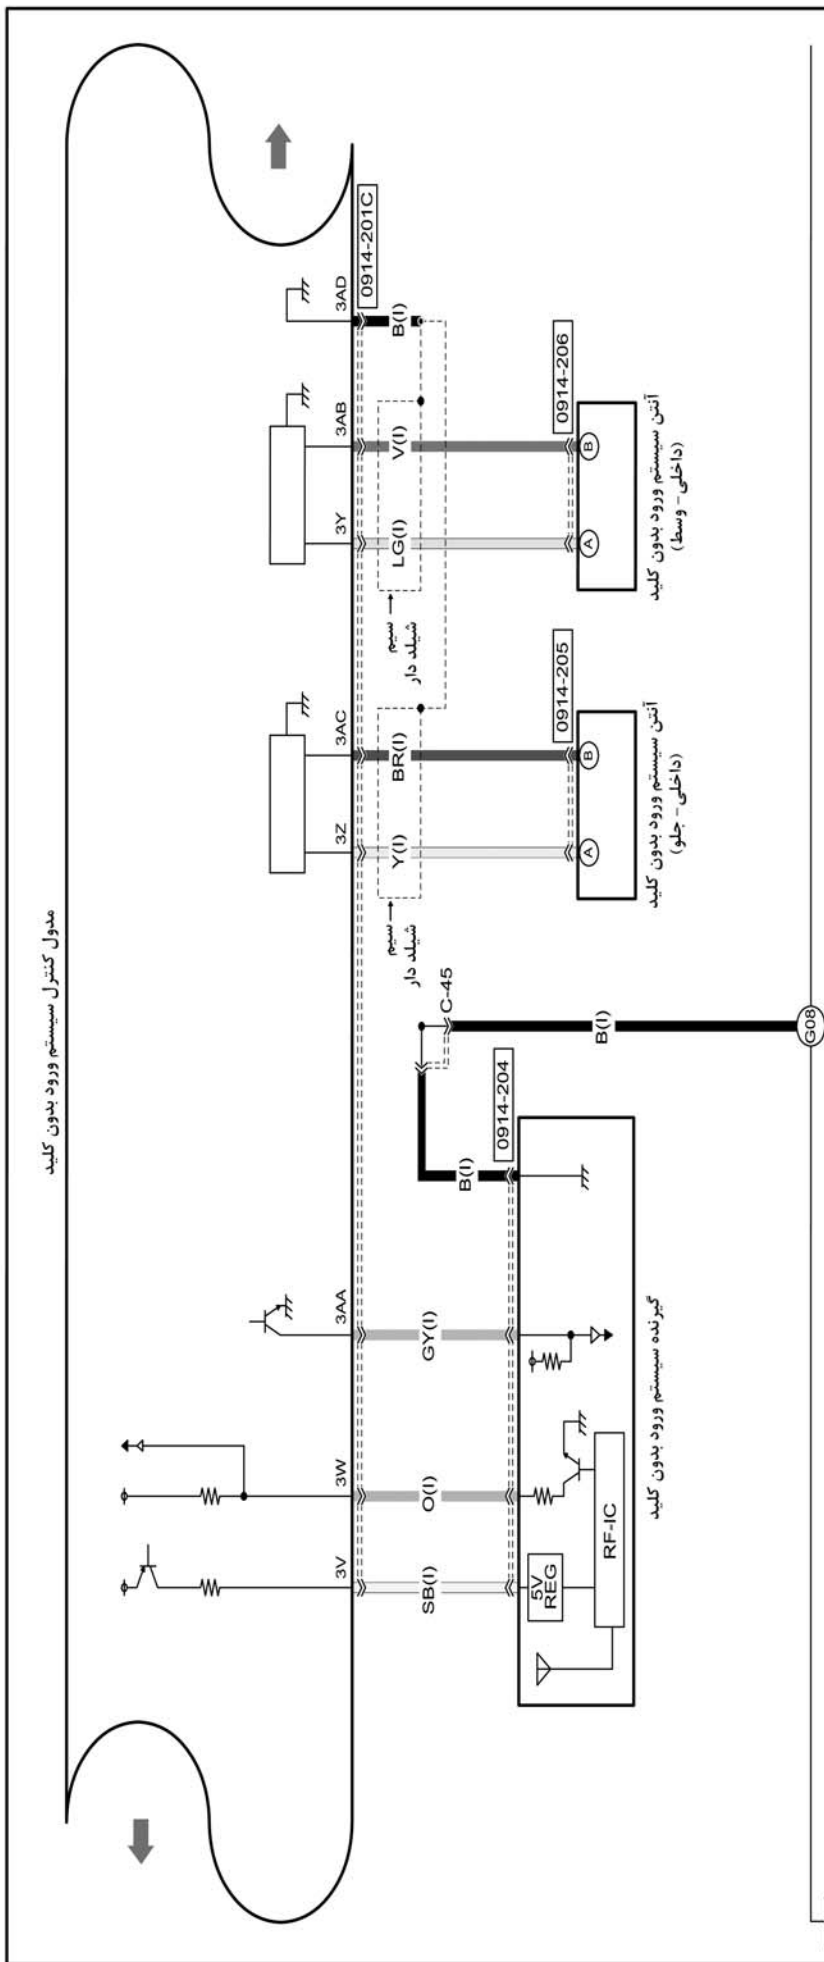 مدول کنترل سیستم ورود بدون کلید
3V
3W
3AA
3Z
3AC
3Y
3AB
3AD
0914-201C
SB(I)
O(I)
GY(I)
B(I)
Y(I)
BR(I)
LG(I)
V(I)
B(I)
سیم
شیلد دار
سیم
شیلد دار
C-45
B(I)
G08
0914-204
5V
REG
RF-IC
گیرنده سیستم ورود بدون کلید
0914-205
A
B
آنتن سیستم ورود بدون کلید
(داخلی - جلو)
0914-206
A
B
آنتن سیستم ورود بدون کلید
(داخلی - وسط)